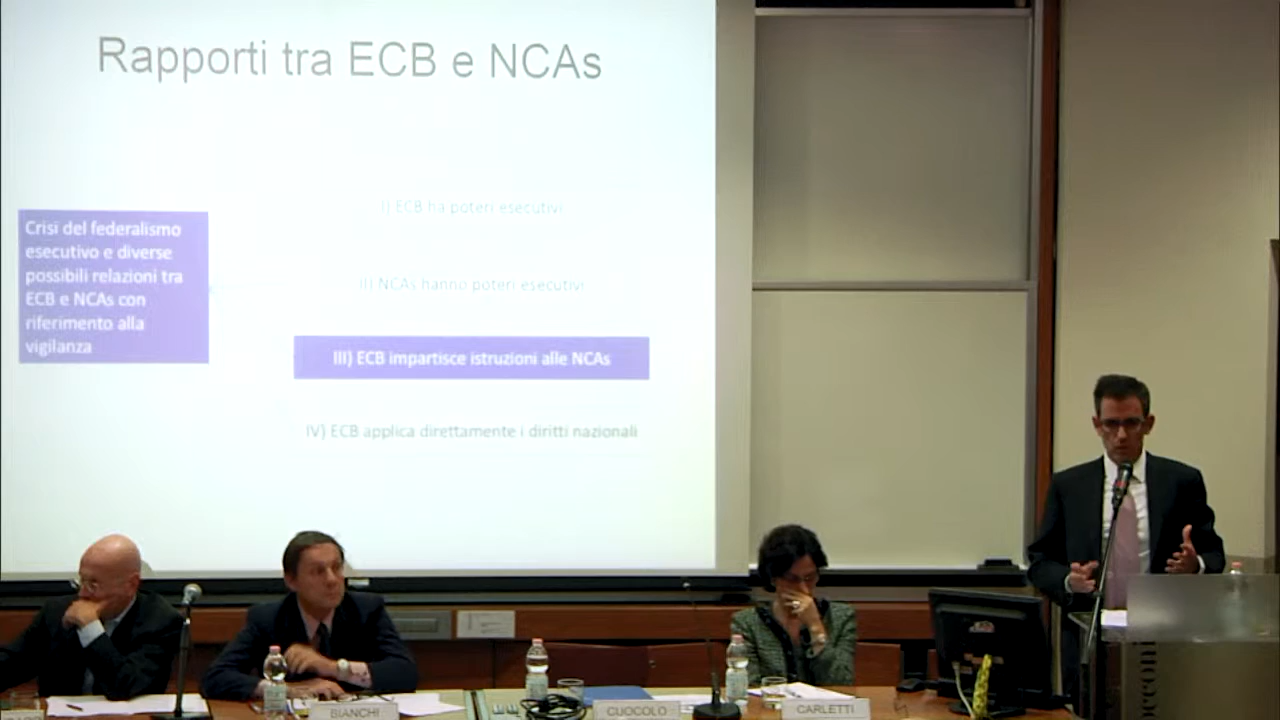 Rapporti tra ECB e NCAs
I) ECB ha poteri esecutivi
Crisi del federalismo
esecutivo e diverse
possibili relazioni tra
ECB e NCAs con
riferimento alla
vigilanza
II) NCAs hanno poteri esecutivi
III) ECB impartisce istruzioni alle NCAs
IV) ECB applica direttamente i diritti nazionali
BIANCHI
CUOCOLO
CARLETTI